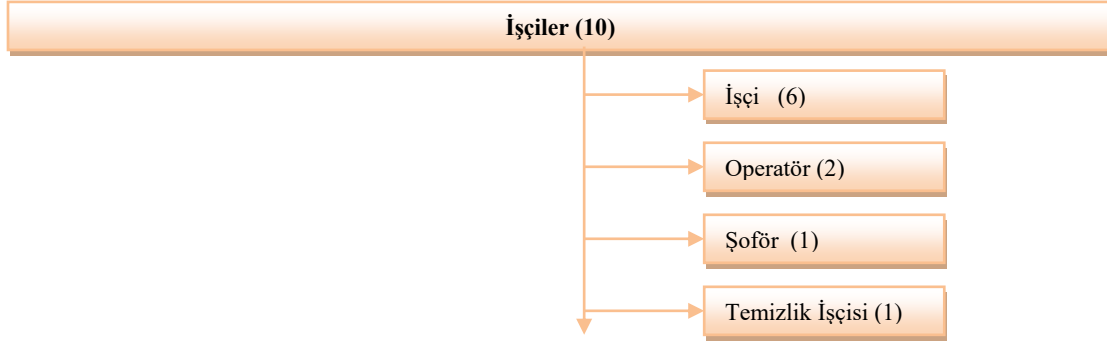 İşçiler (10)
İşçi (6)
Operatör (2)
Şoför (1)
Temizlik İşçisi (1)